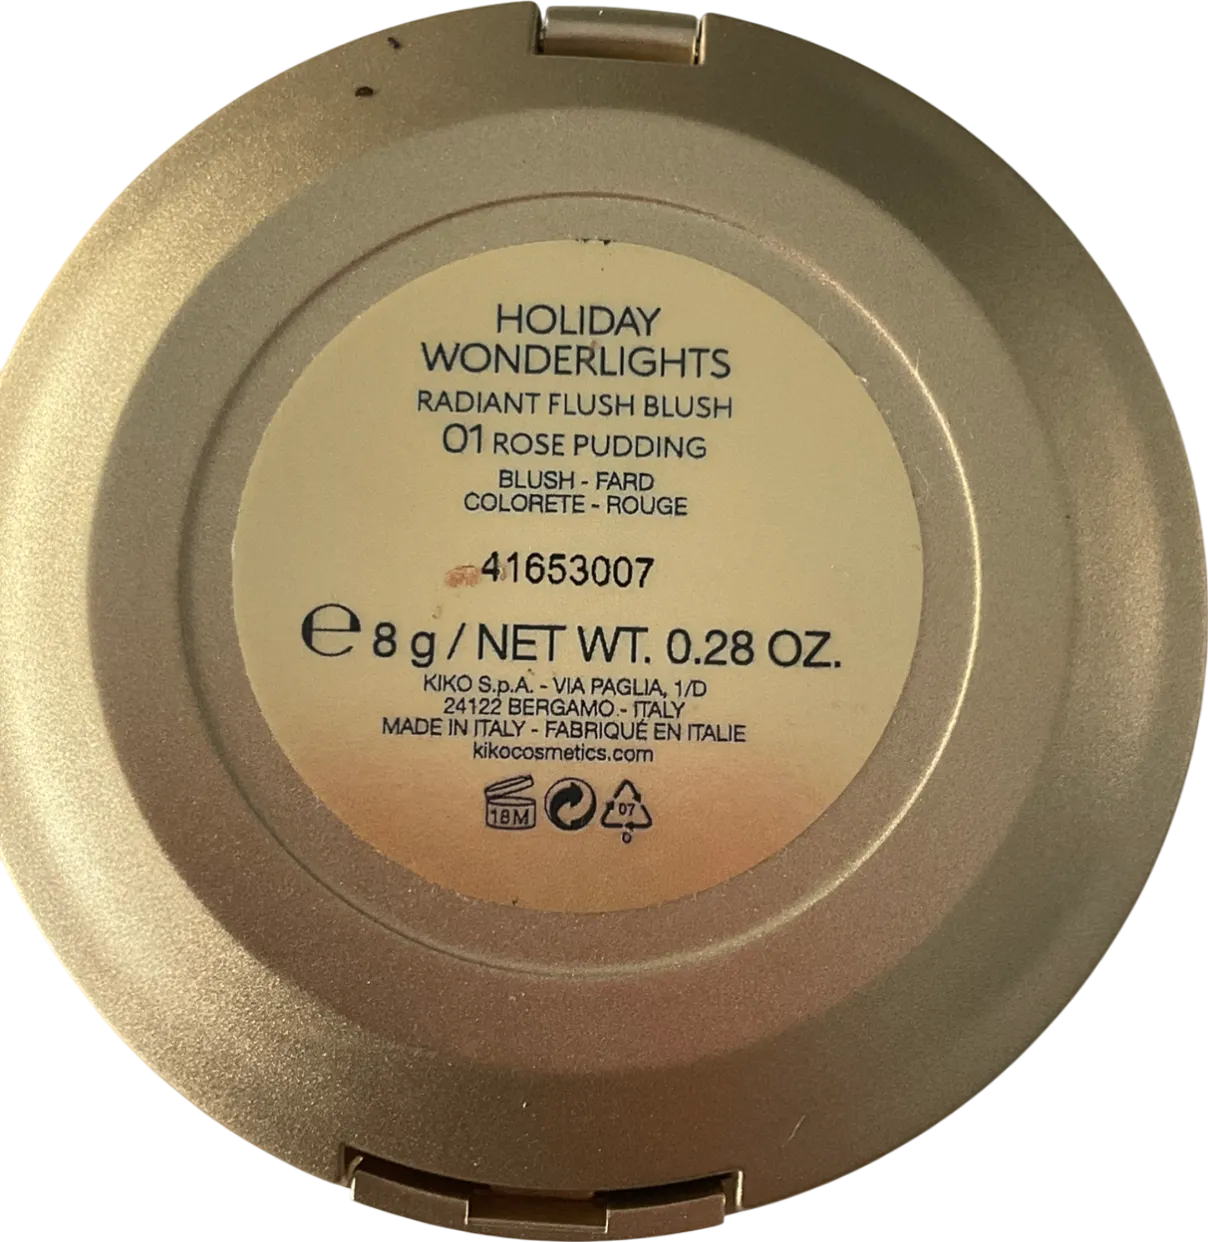 HOLIDAY
WONDERLIGHTS
RADIANT FLUSH BLUSH
01 ROSE PUDDING
BLUSH - FARD
COLORETE - ROUGE
41653007
℮ 8 g / NET WT. 0.28 OZ.
KIKO S.p.A. - VIA PAGLIA, 1/D
24122 BERGAMO - ITALY
MADE IN ITALY - FABRIQUÉ EN ITALIE
kikocosmetics.com
18M 07
O